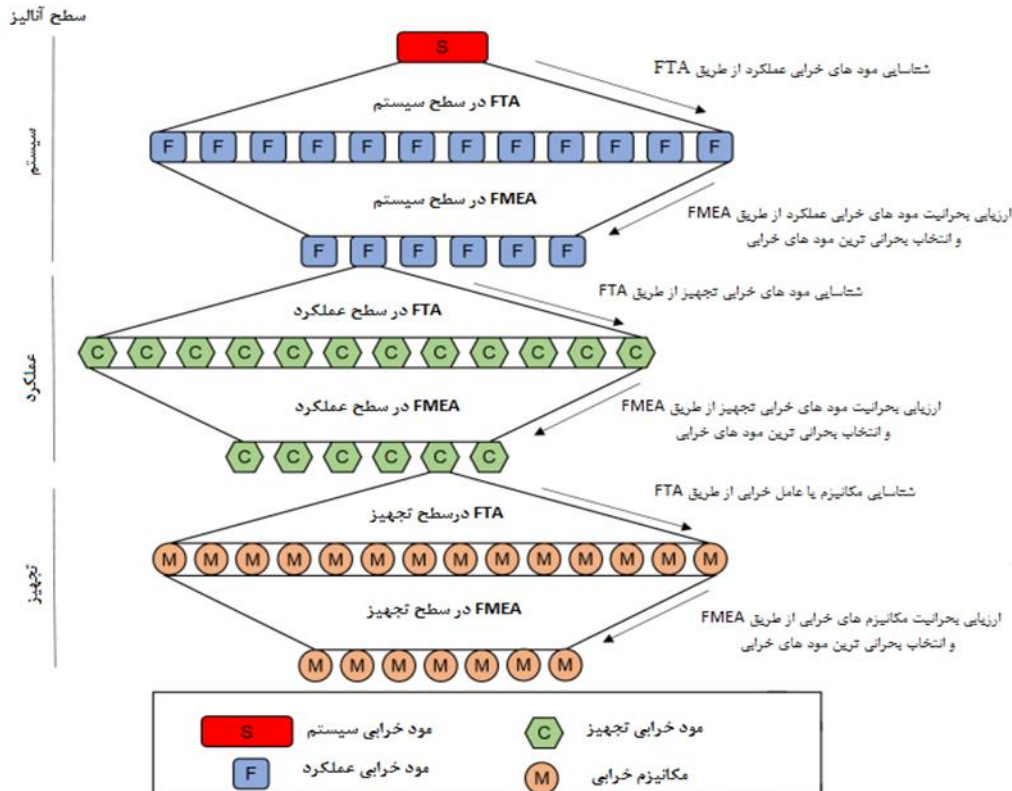 سطح آنالیز
S
شناسایی مود های خرابی عملکرد از طریق FTA
FTA در سطح سیستم
سیستم
F F F F F F F F F F F F
FMEA در سطح سیستم
ارزیابی بحرانیت مود های خرابی عملکرد از طریق FMEA
و انتخاب بحرانی ترین مود های خرابی
F F F F F F
شناسایی مود های خرابی تجهیز از طریق FTA
FTA در سطح عملکرد
عملکرد
C C C C C C C C C C C C
FMEA در سطح عملکرد
ارزیابی بحرانیت مود های خرابی تجهیز از طریق FMEA
و انتخاب بحرانی ترین مود های خرابی
C C C C C C
شناسایی مکانیزم یا عامل خرابی از طریق FTA
FTA درسطح تجهیز
تجهیز
M M M M M M M M M M M M M M
FMEA در سطح تجهیز
ارزیابی بحرانیت مکانیزم های خرابی از طریق FMEA
و انتخاب بحرانی ترین مود های خرابی
M M M M M M M
S مود خرابی سیستم
C مود خرابی تجهیز
F مود خرابی عملکرد
M مکانیزم خرابی